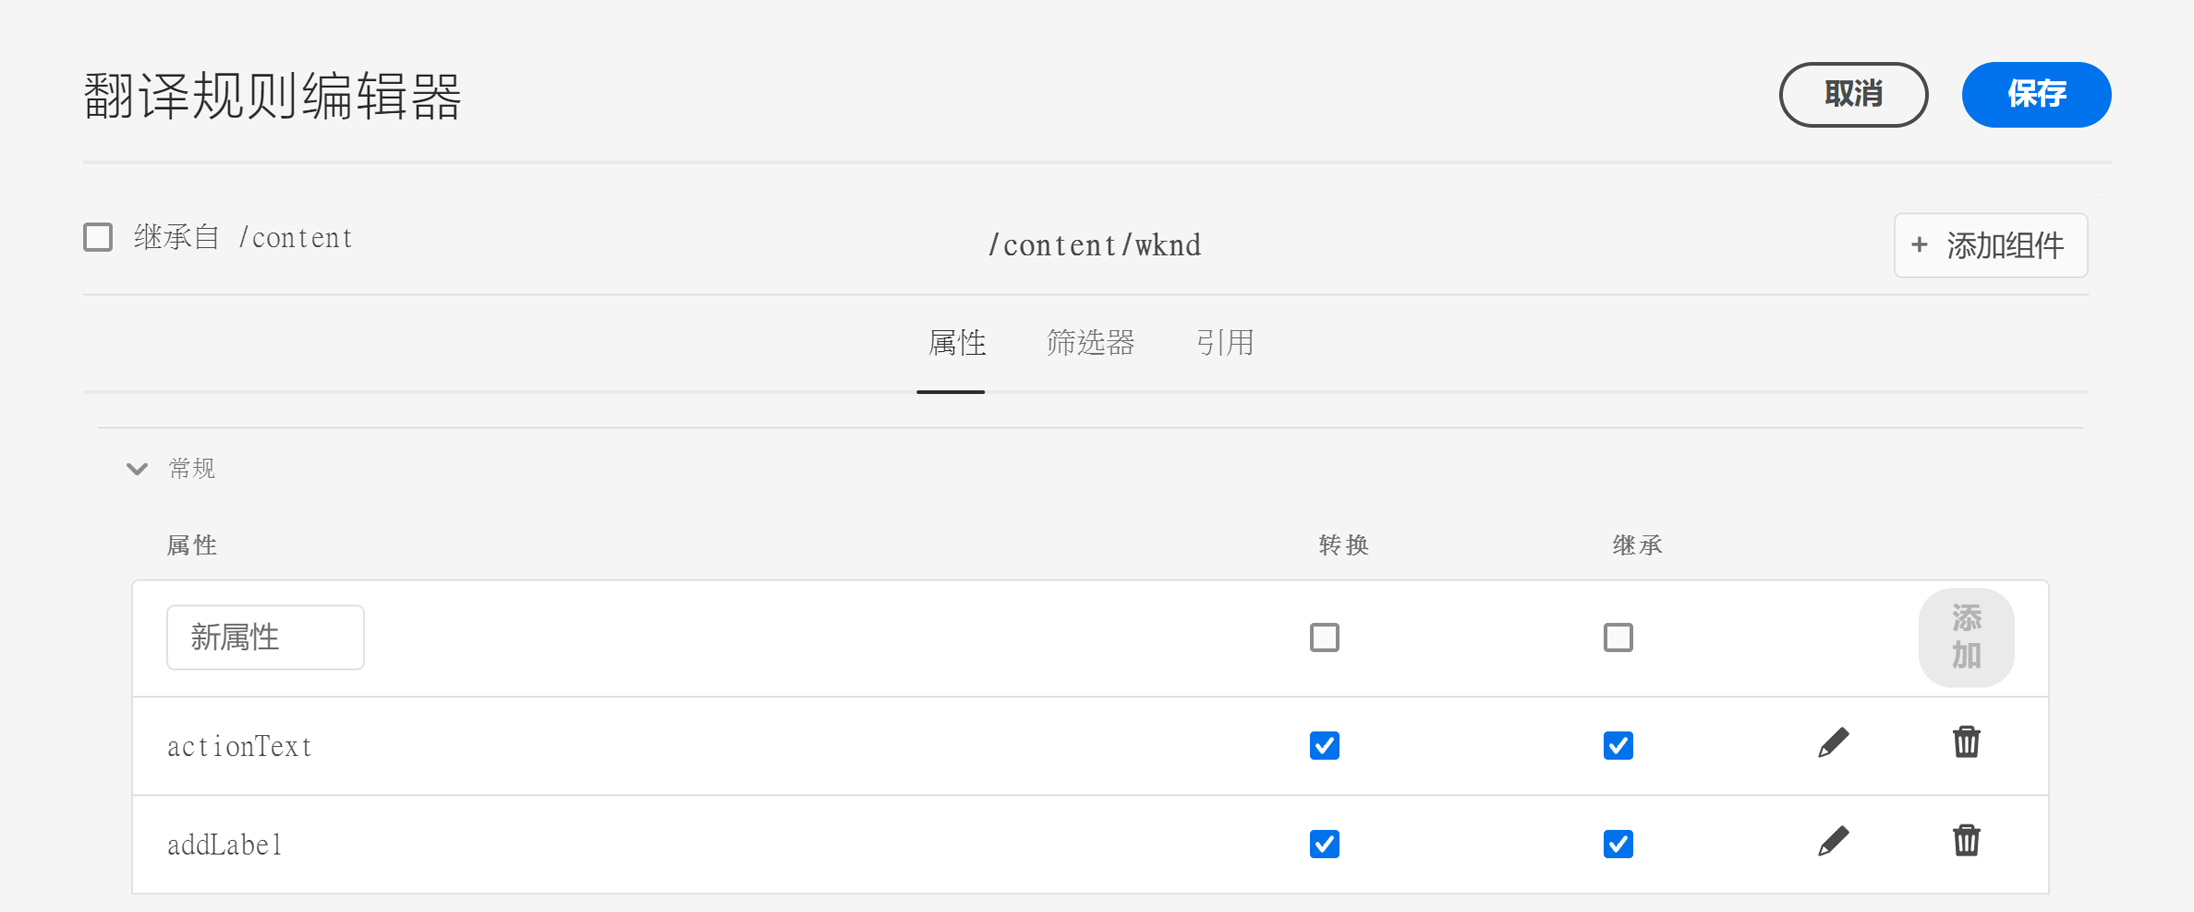 翻译规则编辑器
取消
保存
继承自 /content
/content/wknd
+ 添加组件
属性
筛选器
引用
常规
属性
转换
继承
新属性
添
加
actionText
addLabel